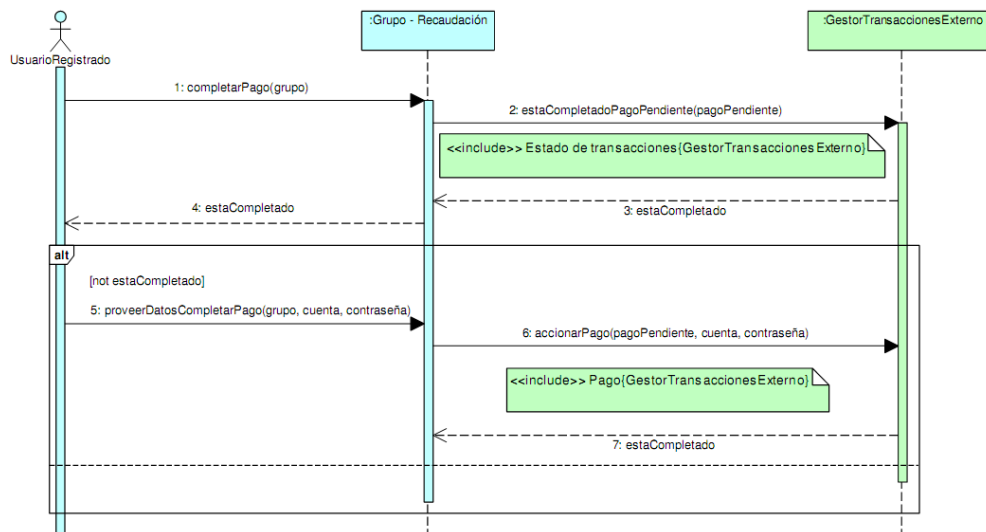 :Grupo - Recaudación
:GestorTransaccionesExterno
UsuarioRegistrado
1: completarPago(grupo)
2: estaCompletadoPagoPendiente(pagoPendiente)
<<include>> Estado de transacciones{GestorTransaccionesExterno}
4: estaCompletado
3: estaCompletado
alt
[not estaCompletado]
5: proveerDatosCompletarPago(grupo, cuenta, contraseña)
6: accionarPago(pagoPendiente, cuenta, contraseña)
<<include>> Pago{GestorTransaccionesExterno}
7: estaCompletado